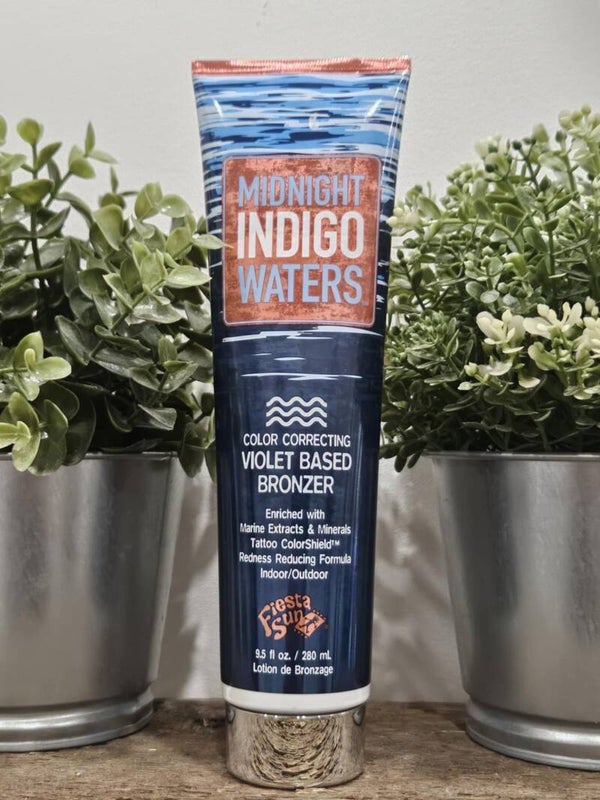 MIDNIGHT
INDIGO
WATERS
COLOR CORRECTING
VIOLET BASED
BRONZER
Enriched with
Marine Extracts & Minerals
Tattoo ColorShield™
Redness Reducing Formula
Indoor/Outdoor
Fiesta
Sun
9.5 fl oz. / 280 mL
Lotion de Bronzage